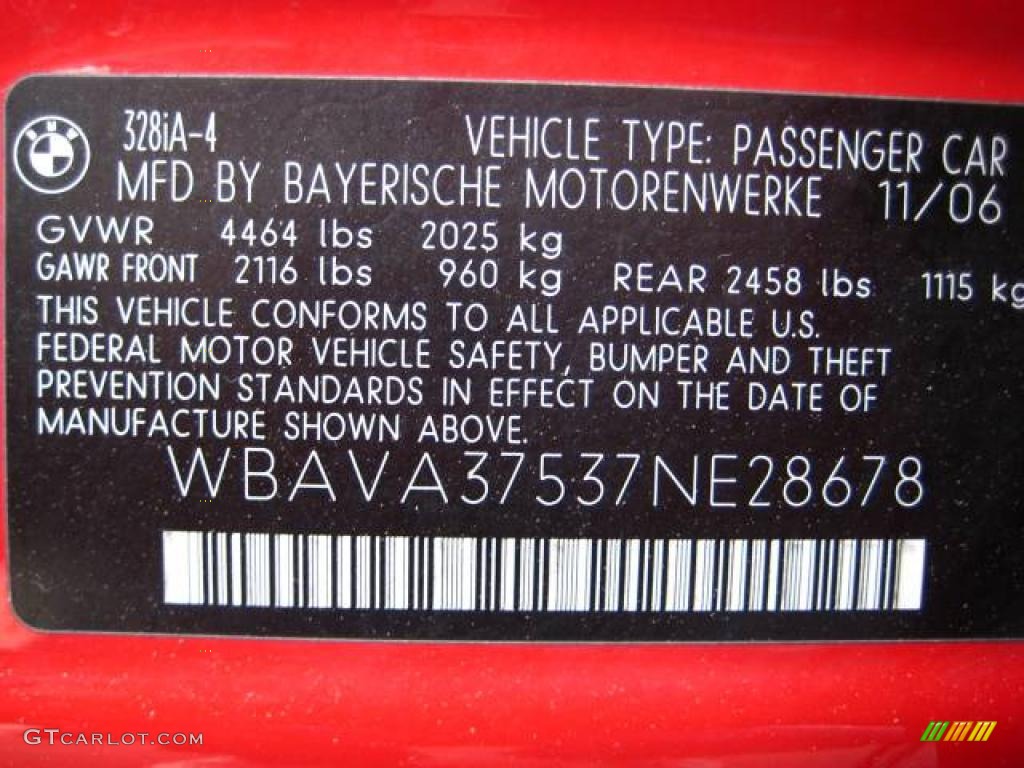 BMW
328iA-4
VEHICLE TYPE: PASSENGER CAR
MFD BY BAYERISCHE MOTORENWERKE 11/06
GVWR 4464 lbs 2025 kg
GAWR FRONT 2116 lbs 960 kg REAR 2458 lbs 1115 kg
THIS VEHICLE CONFORMS TO ALL APPLICABLE U.S.
FEDERAL MOTOR VEHICLE SAFETY, BUMPER AND THEFT
PREVENTION STANDARDS IN EFFECT ON THE DATE OF
MANUFACTURE SHOWN ABOVE.
WBAVA37537NE28678
GTCARLOT.COM